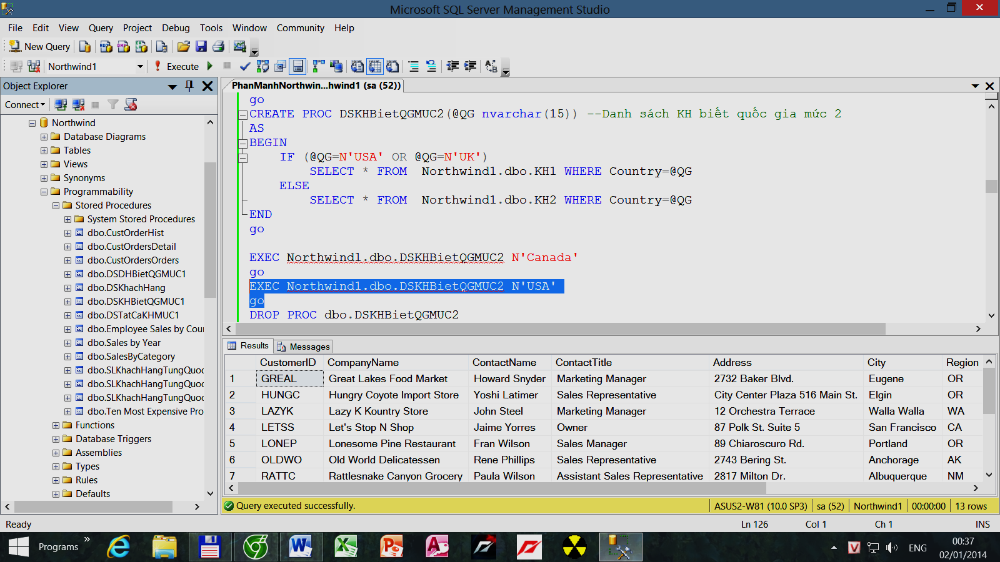 Microsoft SQL Server Management Studio
File Edit View Query Project Debug Tools Window Community Help
New Query
Northwind1 Execute
Object Explorer
Connect
Northwind
Database Diagrams
Tables
Views
Synonyms
Programmability
Stored Procedures
System Stored Procedures
dbo.CustOrderHist
dbo.CustOrdersDetail
dbo.CustOrdersOrders
dbo.DSDHBietQGMUC1
dbo.DSKhachHang
dbo.DSKHBietQGMUC1
dbo.DSTatCaKHMUC1
dbo.Employee Sales by Cour
dbo.Sales by Year
dbo.SalesByCategory
dbo.SLKhachHangTungQuoc
dbo.SLKhachHangTungQuoc
dbo.SLKhachHangTungQuoc
dbo.Ten Most Expensive Pro
Functions
Database Triggers
Assemblies
Types
Rules
Defaults
PhanManhNorthwin...hwind1 (sa (52))
go
CREATE PROC DSKHBietQGMUC2(@QG nvarchar(15)) --Danh sách KH biết quốc gia mức 2
AS
BEGIN
IF (@QG=N'USA' OR @QG=N'UK')
SELECT * FROM Northwind1.dbo.KH1 WHERE Country=@QG
ELSE
SELECT * FROM Northwind1.dbo.KH2 WHERE Country=@QG
END
go
EXEC Northwind1.dbo.DSKHBietQGMUC2 N'Canada'
go
EXEC Northwind1.dbo.DSKHBietQGMUC2 N'USA'
go
DROP PROC dbo.DSKHBietQGMUC2
Results Messages
CustomerID CompanyName ContactName ContactTitle Address City Region
1 GREAL Great Lakes Food Market Howard Snyder Marketing Manager 2732 Baker Blvd. Eugene OR
2 HUNGC Hungry Coyote Import Store Yoshi Latimer Sales Representative City Center Plaza 516 Main St. Elgin OR
3 LAZYK Lazy K Kountry Store John Steel Marketing Manager 12 Orchestra Terrace Walla Walla WA
4 LETSS Let's Stop N Shop Jaime Yorres Owner 87 Polk St. Suite 5 San Francisco CA
5 LONEP Lonesome Pine Restaurant Fran Wilson Sales Manager 89 Chiaroscuro Rd. Portland OR
6 OLDWO Old World Delicatessen Rene Phillips Sales Representative 2743 Bering St. Anchorage AK
7 RATTC Rattlesnake Canyon Grocery Paula Wilson Assistant Sales Representative 2817 Milton Dr. Albuquerque NM
Query executed successfully. ASUS2-W81 (10.0 SP3) sa (52) Northwind1 00:00:00 13 rows
Ready Ln 126 Col 1 Ch 1 INS
Programs » ENG 00:37
02/01/2014